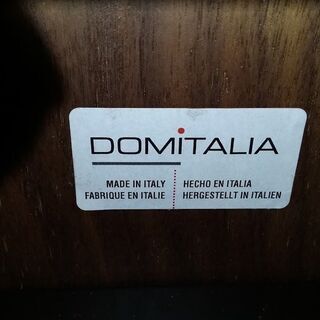 DOMiTALIA
MADE IN ITALY HECHO EN ITALIA
FABRIQUE EN ITALIE HERGESTELLT IN ITALIEN